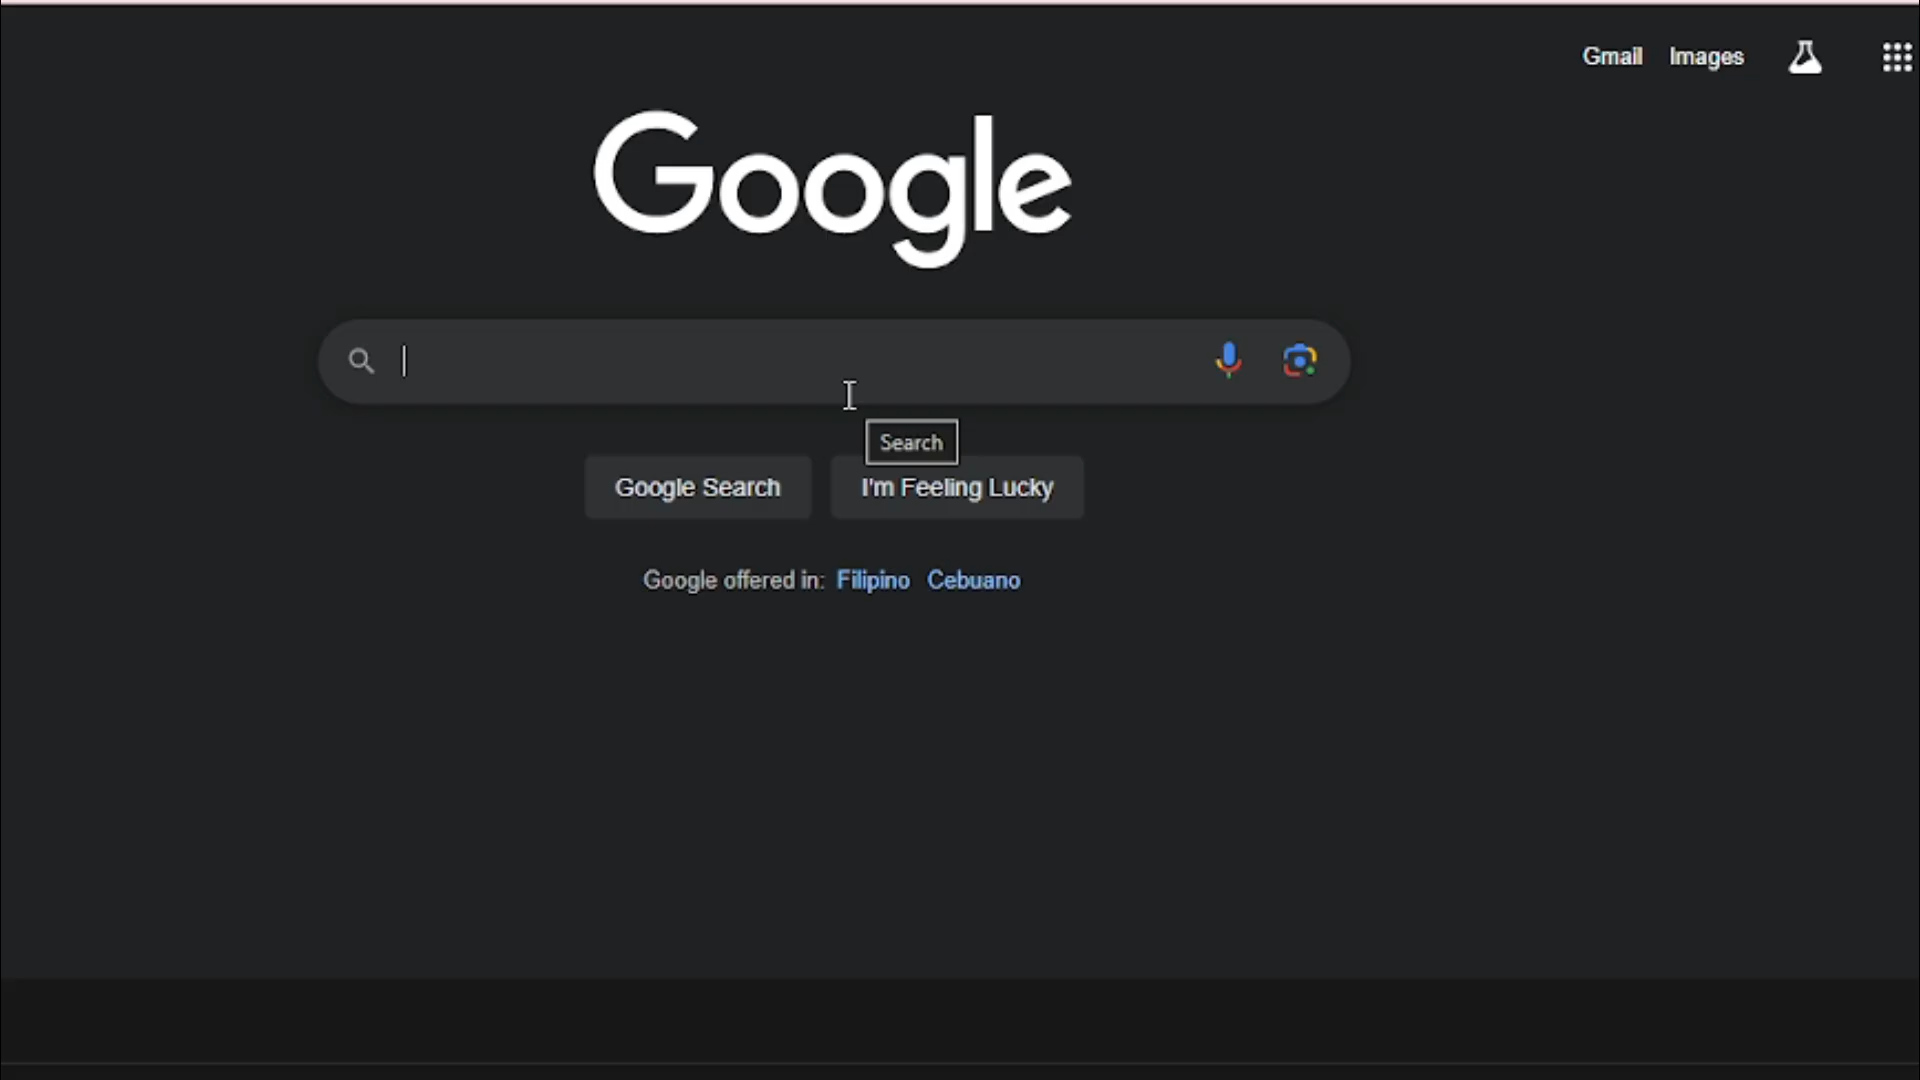 Gmail Images
Google
Search
Google Search I'm Feeling Lucky
Google offered in: Filipino Cebuano